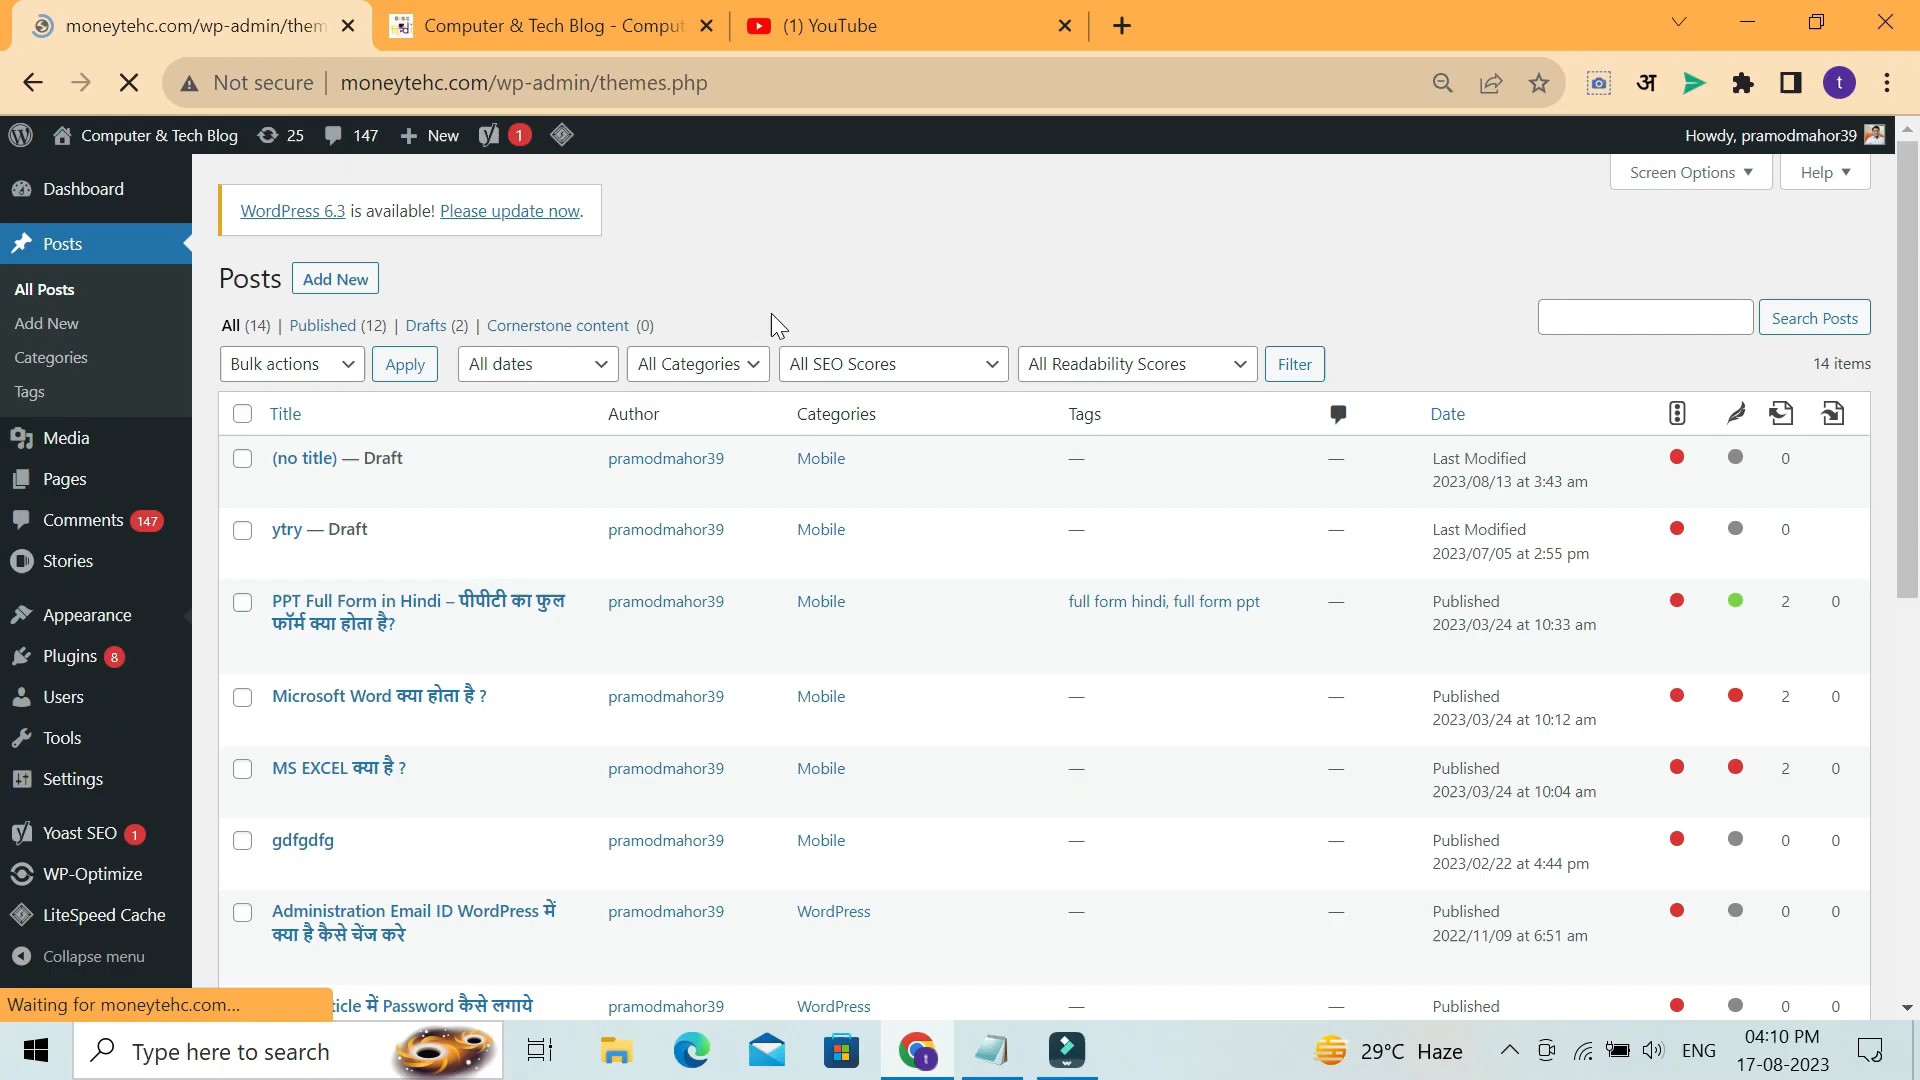 moneytehc.com/wp-admin/them
Computer & Tech Blog - Comput
(1) YouTube
Not secure
moneytehc.com/wp-admin/themes.php
अ
t
Computer & Tech Blog
25
147
New
1
Howdy, pramodmahor39
Dashboard
Posts
All Posts
Add New
Categories
Tags
Media
Pages
Comments 147
Stories
Appearance
Plugins 8
Users
Tools
Settings
Yoast SEO 1
WP-Optimize
LiteSpeed Cache
Collapse menu
Screen Options
Help
WordPress 6.3 is available! Please update now.
Posts
Add New
All (14) | Published (12) | Drafts (2) | Cornerstone content (0)
Search Posts
Bulk actions
Apply
All dates
All Categories
All SEO Scores
All Readability Scores
Filter
14 items
Title Author Categories Tags Date
(no title) — Draft pramodmahor39 Mobile — — Last Modified 0
2023/08/13 at 3:43 am
ytry — Draft pramodmahor39 Mobile — — Last Modified 0
2023/07/05 at 2:55 pm
PPT Full Form in Hindi – पीपीटी का फुल pramodmahor39 Mobile full form hindi, full form ppt — Published 2 0
फॉर्म क्या होता है? 2023/03/24 at 10:33 am
Microsoft Word क्या होता है ? pramodmahor39 Mobile — — Published 2 0
2023/03/24 at 10:12 am
MS EXCEL क्या है ? pramodmahor39 Mobile — — Published 2 0
2023/03/24 at 10:04 am
gdfgdfg pramodmahor39 Mobile — — Published 0 0
2023/02/22 at 4:44 pm
Administration Email ID WordPress में pramodmahor39 WordPress — — Published 0 0
क्या है कैसे चेंज करे 2022/11/09 at 6:51 am
icle में Password कैसे लगाये pramodmahor39 WordPress — — Published 0 0
Waiting for moneytehc.com...
Type here to search
29°C Haze
ENG
04:10 PM
17-08-2023